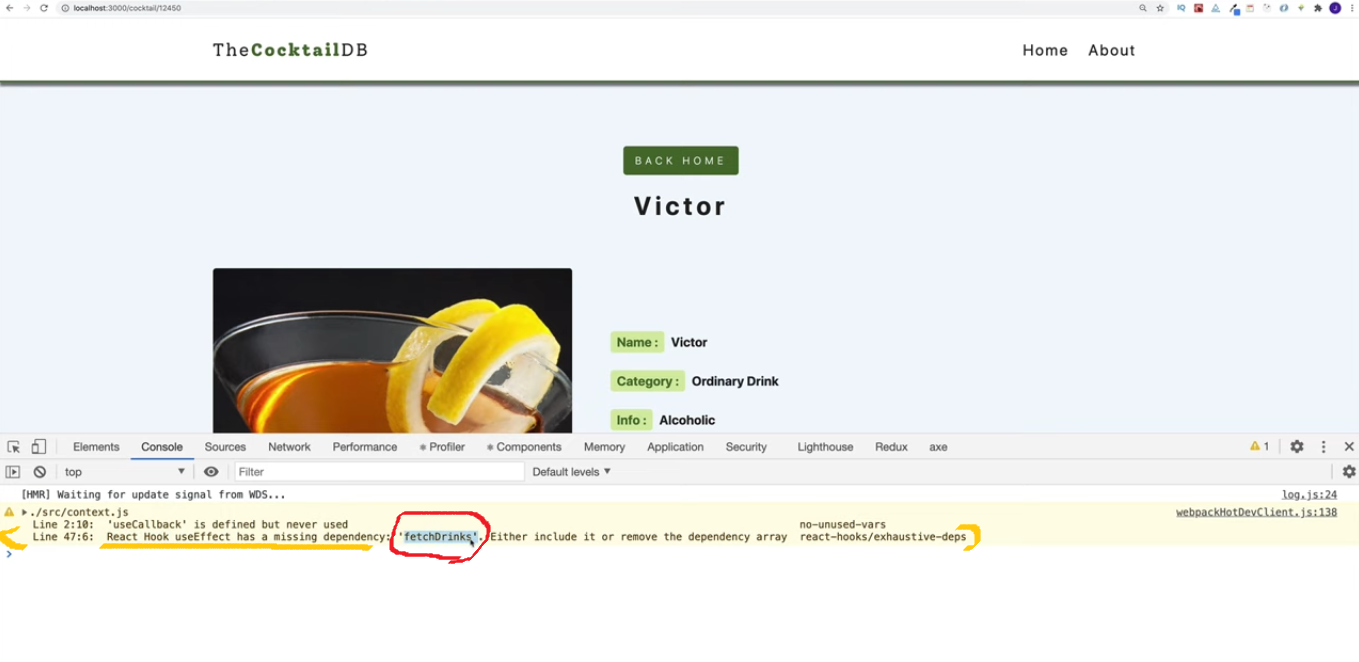 localhost:3000/cocktail/12450
TheCocktailDB
Home About
BACK HOME
Victor
Name : Victor
Category : Ordinary Drink
Info : Alcoholic
Elements Console Sources Network Performance Profiler Components Memory Application Security Lighthouse Redux axe 1
top Filter Default levels
[HMR] Waiting for update signal from WDS... log.js:24
./src/context.js webpackHotDevClient.js:138
Line 2:10: 'useCallback' is defined but never used no-unused-vars
Line 47:6: React Hook useEffect has a missing dependency: 'fetchDrinks'. Either include it or remove the dependency array react-hooks/exhaustive-deps